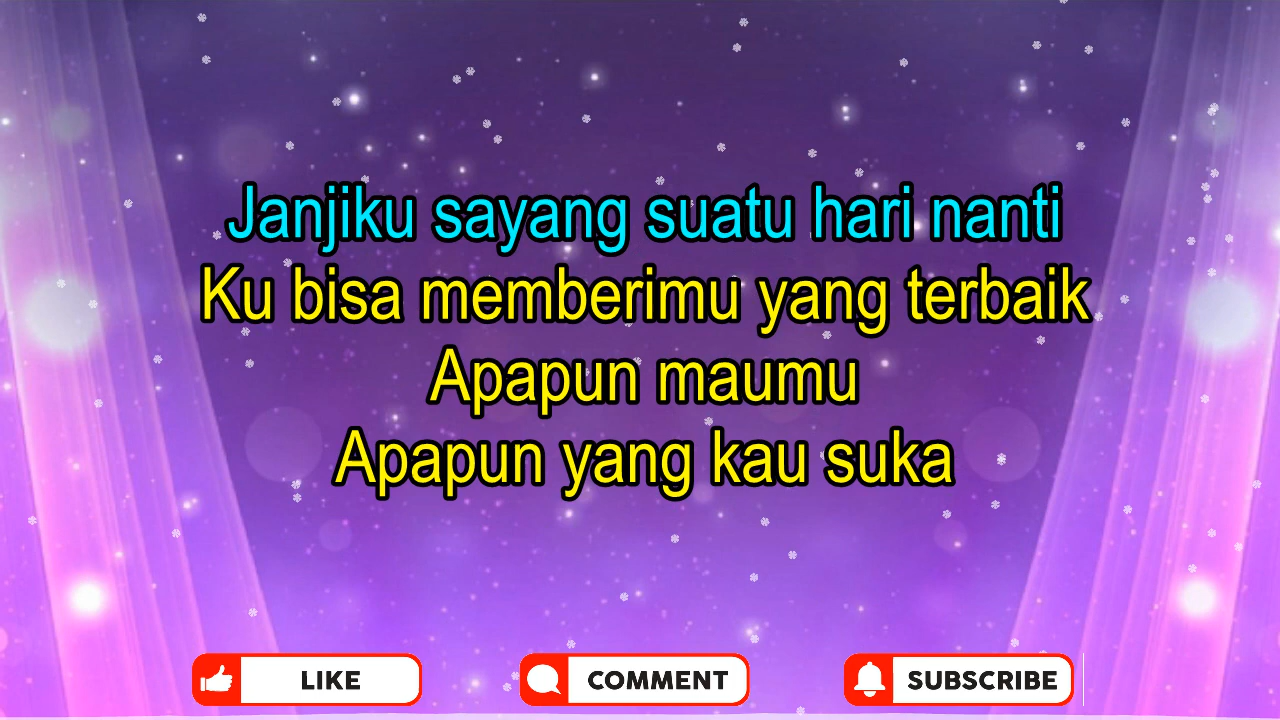 Janjiku sayang suatu hari nanti
Ku bisa memberimu yang terbaik
Apapun maumu
Apapun yang kau suka
LIKE
COMMENT
SUBSCRIBE